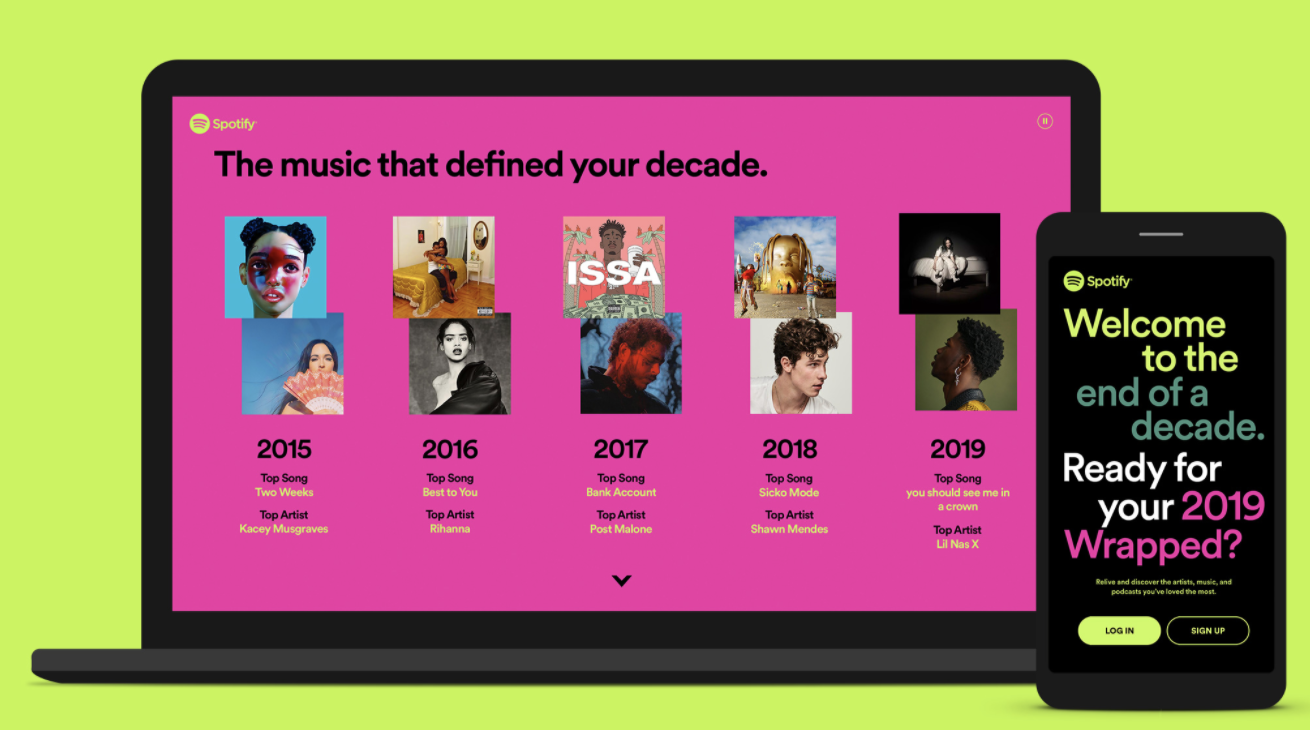 Spotify
The music that defined your decade.
ISSA
2015
Top Song
Two Weeks
Top Artist
Kacey Musgraves
2016
Top Song
Best to You
Top Artist
Rihanna
2017
Top Song
Bank Account
Top Artist
Post Malone
2018
Top Song
Sicko Mode
Top Artist
Shawn Mendes
2019
Top Song
you should see me in
a crown
Top Artist
Lil Nas X
Spotify
Welcome
to the
end of a
decade.
Ready for
your 2019
Wrapped?
Relive and discover the artists, music, and
podcasts you've loved the most.
LOG IN
SIGN UP